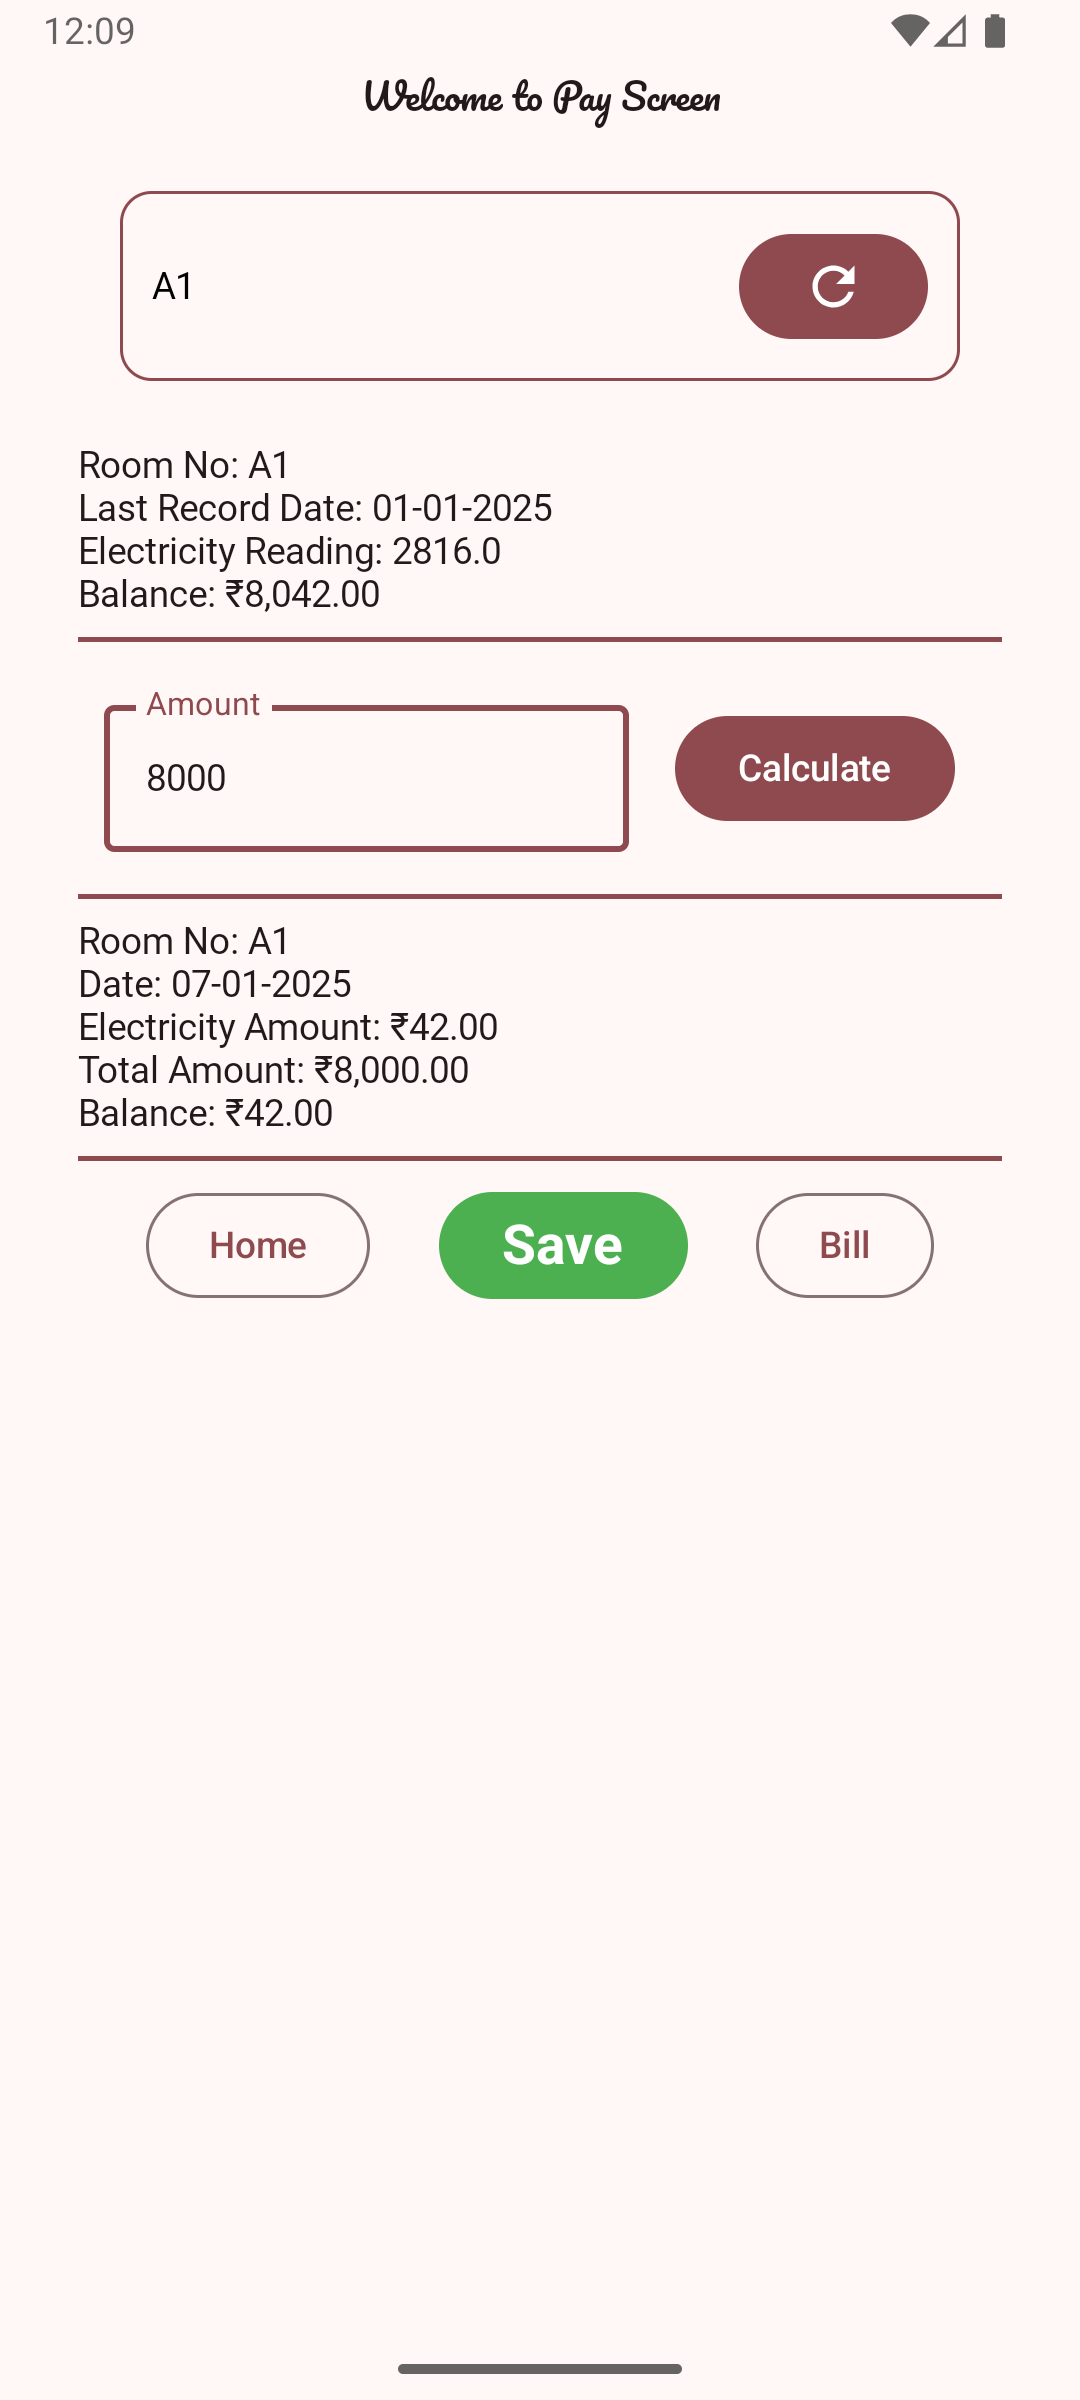 12:09
Welcome to Pay Screen
A1
Room No: A1
Last Record Date: 01-01-2025
Electricity Reading: 2816.0
Balance: ₹8,042.00
Amount
8000
Calculate
Room No: A1
Date: 07-01-2025
Electricity Amount: ₹42.00
Total Amount: ₹8,000.00
Balance: ₹42.00
Home
Save
Bill